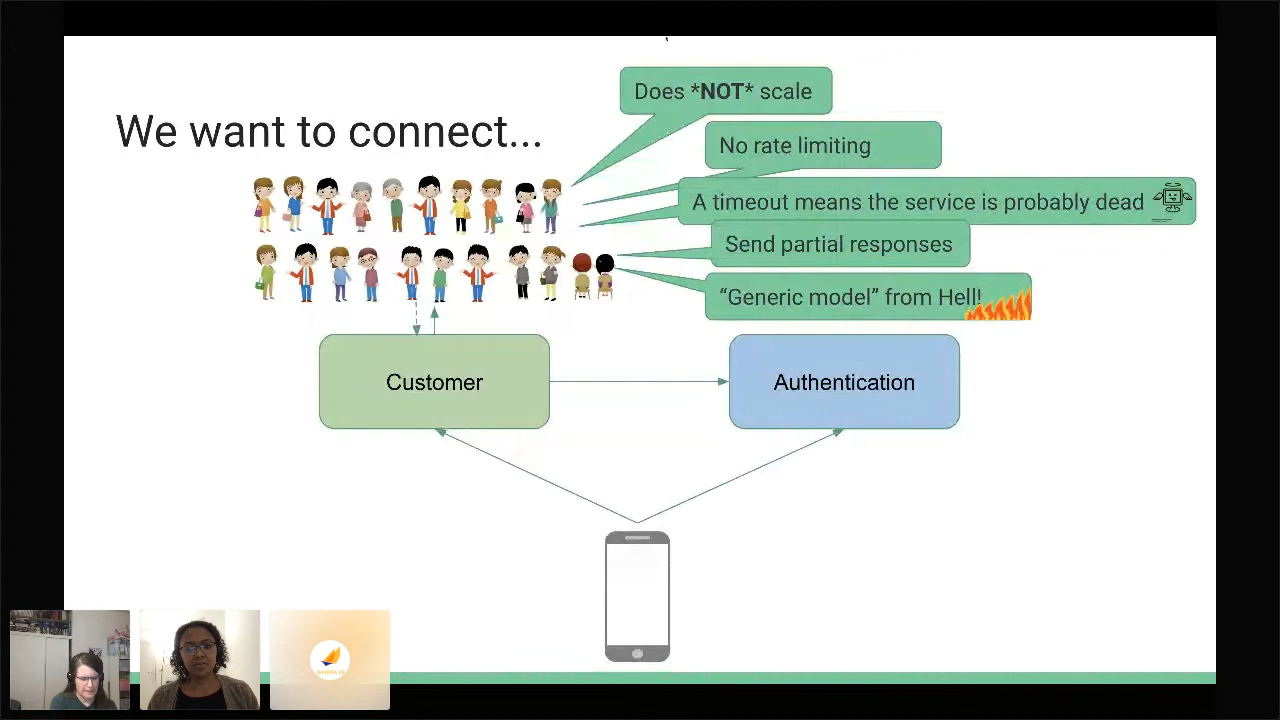 We want to connect...
Does *NOT* scale
No rate limiting
A timeout means the service is probably dead
Send partial responses
“Generic model” from Hell!
Customer
Authentication